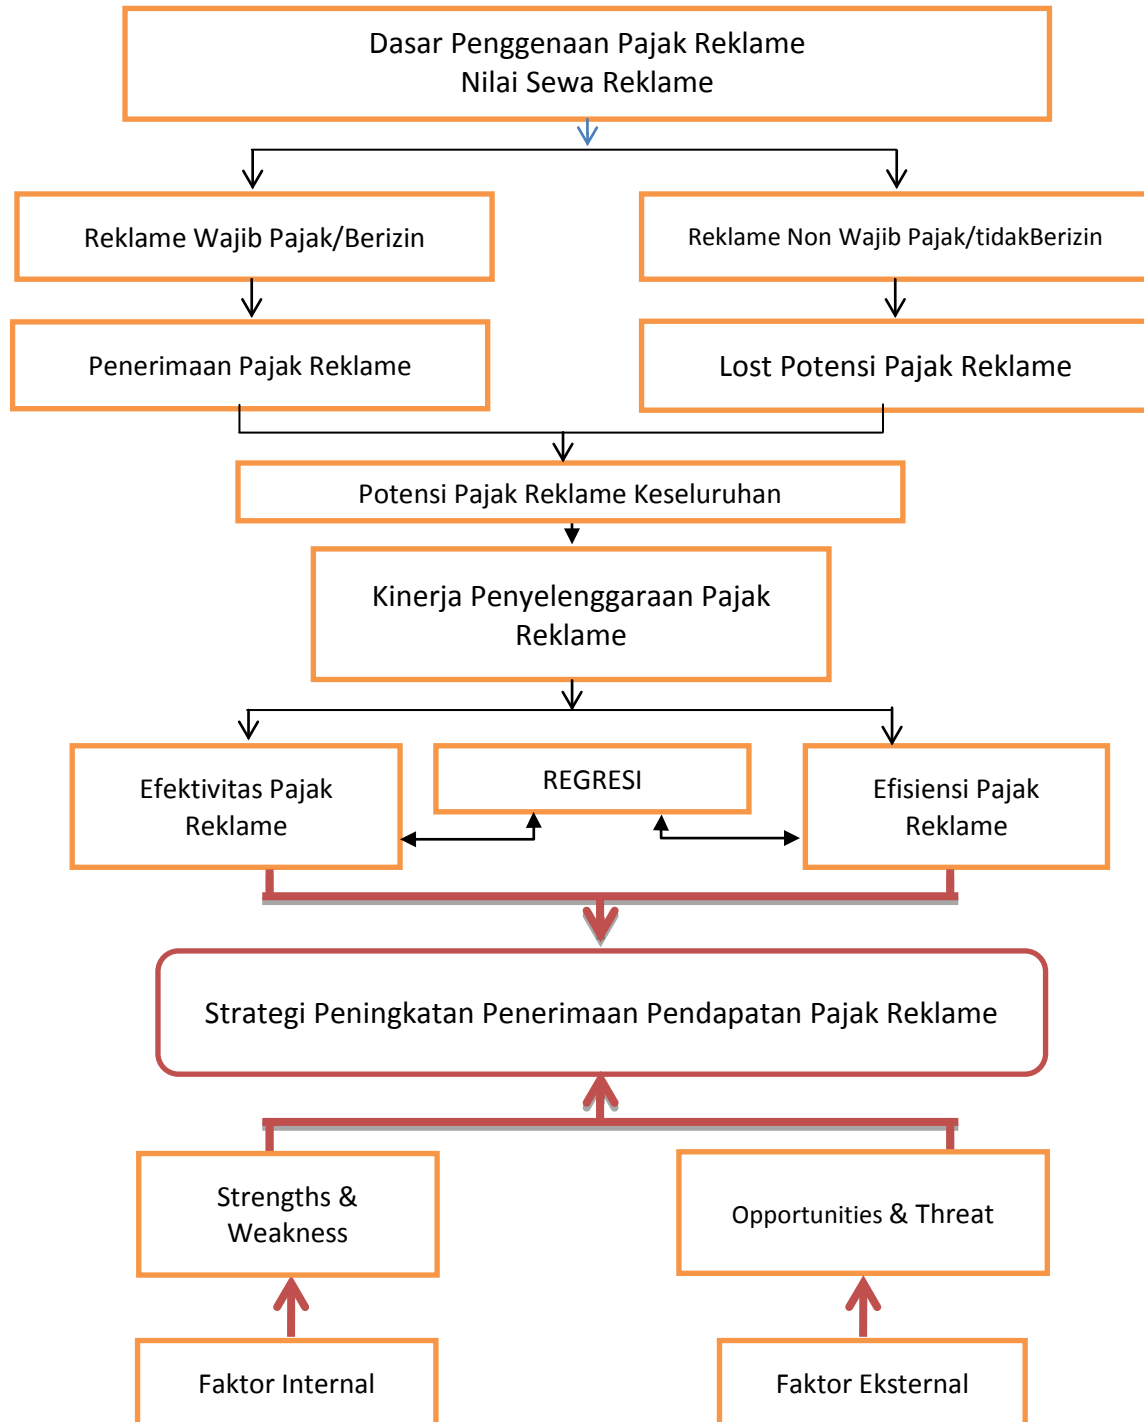 Dasar Penggenaan Pajak Reklame
Nilai Sewa Reklame
Reklame Wajib Pajak/Berizin
Reklame Non Wajib Pajak/tidakBerizin
Penerimaan Pajak Reklame
Lost Potensi Pajak Reklame
Potensi Pajak Reklame Keseluruhan
Kinerja Penyelenggaraan Pajak
Reklame
Efektivitas Pajak
Reklame
REGRESI
Efisiensi Pajak
Reklame
Strategi Peningkatan Penerimaan Pendapatan Pajak Reklame
Strengths &
Weakness
Opportunities & Threat
Faktor Internal
Faktor Eksternal